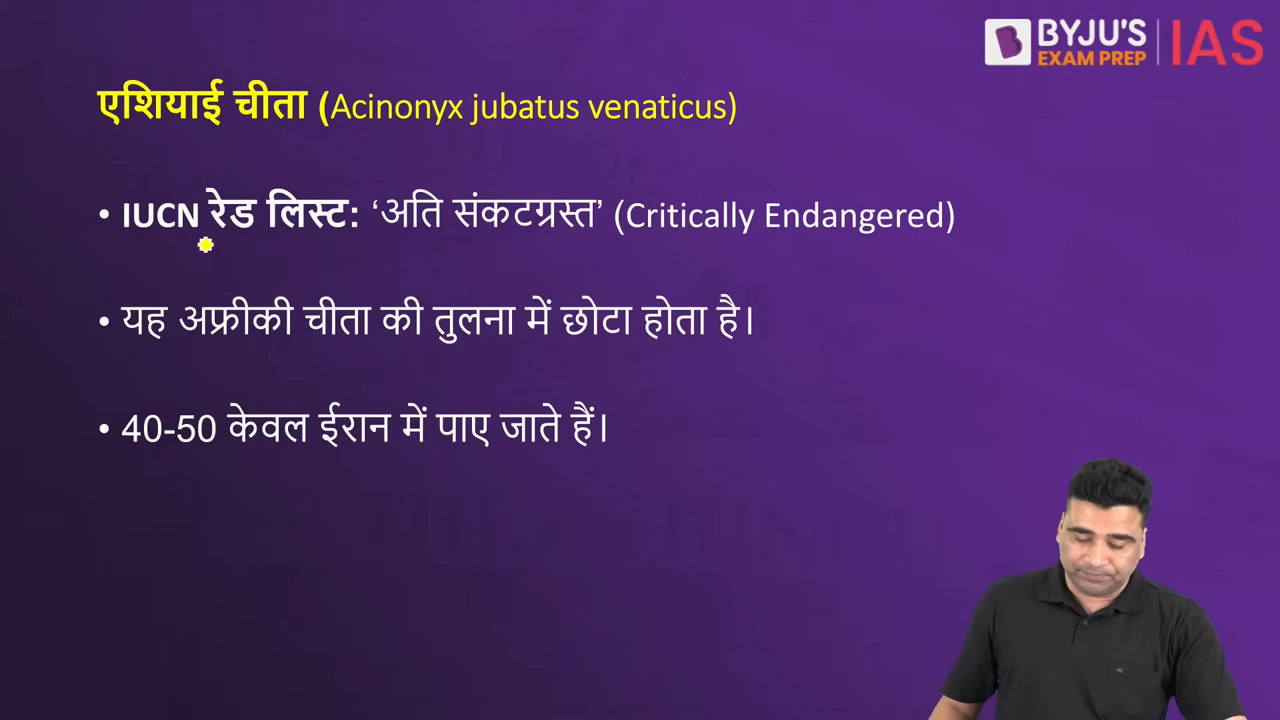 BYJU'S
EXAM PREP
IAS
एशियाई चीता (Acinonyx jubatus venaticus)
• IUCN रेड लिस्ट: ‘अति संकटग्रस्त’ (Critically Endangered)
• यह अफ्रीकी चीता की तुलना में छोटा होता है।
• 40-50 केवल ईरान में पाए जाते हैं।